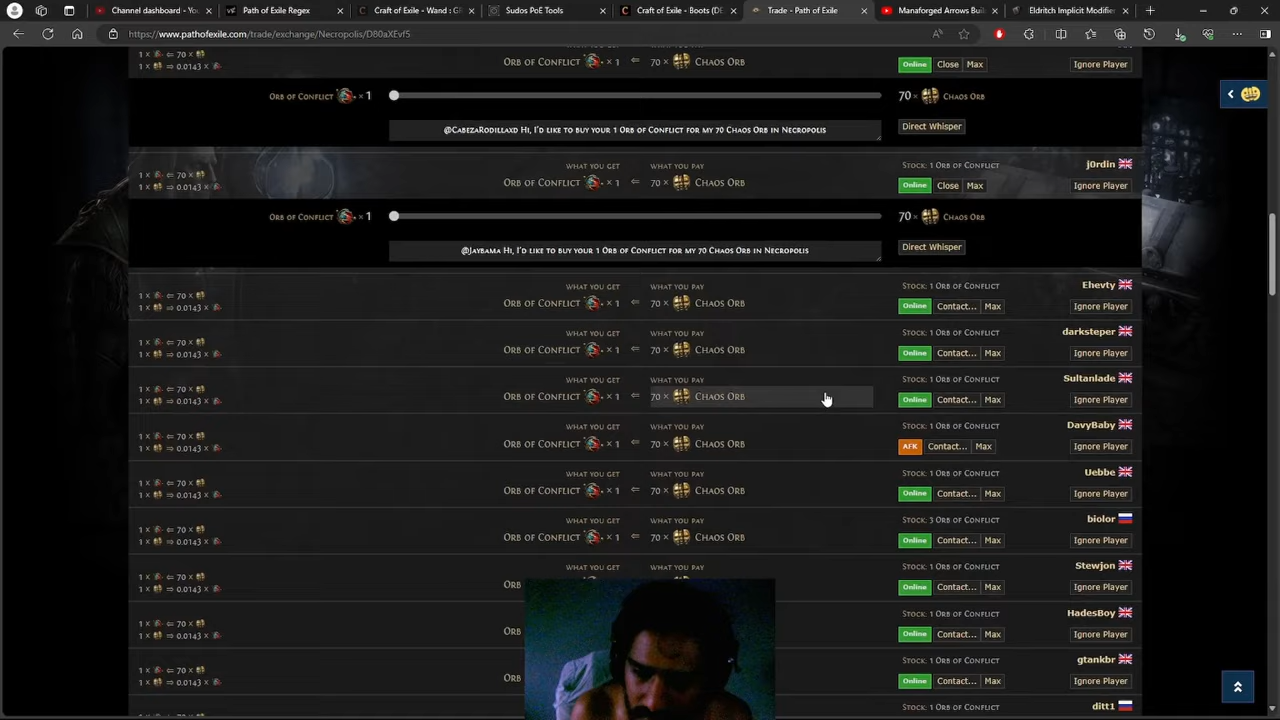 Channel dashboard - Yo
Path of Exile Regex
Craft of Exile - Wand : Ge
Sudos PoE Tools
Craft of Exile - Boots (DE
Trade - Path of Exile
Manaforged Arrows Buil
Eldritch Implicit Modifier
https://www.pathofexile.com/trade/exchange/Necropolis/D80aXEvf5
1 × ⇐ 70 ×
1 × ⇒ 0.0143 ×
Orb of Conflict × 1 ⇐ 70 × Chaos Orb
Online Close Max Ignore Player
Orb of Conflict × 1 70 × Chaos Orb
@CabezaRodillaxd Hi, I'd like to buy your 1 Orb of Conflict for my 70 Chaos Orb in Necropolis
Direct Whisper
What you get What you pay Stock: 1 Orb of Conflict j0rdin
1 × ⇐ 70 ×
1 × ⇒ 0.0143 ×
Orb of Conflict × 1 ⇐ 70 × Chaos Orb
Online Close Max Ignore Player
Orb of Conflict × 1 70 × Chaos Orb
@Jaybama Hi, I'd like to buy your 1 Orb of Conflict for my 70 Chaos Orb in Necropolis
Direct Whisper
What you get What you pay Stock: 1 Orb of Conflict Ehevty
1 × ⇐ 70 ×
1 × ⇒ 0.0143 ×
Orb of Conflict × 1 ⇐ 70 × Chaos Orb
Online Contact... Max Ignore Player
What you get What you pay Stock: 1 Orb of Conflict darksteper
1 × ⇐ 70 ×
1 × ⇒ 0.0143 ×
Orb of Conflict × 1 ⇐ 70 × Chaos Orb
Online Contact... Max Ignore Player
What you get What you pay Stock: 1 Orb of Conflict Sultanlade
1 × ⇐ 70 ×
1 × ⇒ 0.0143 ×
Orb of Conflict × 1 ⇐ 70 × Chaos Orb
Online Contact... Max Ignore Player
What you get What you pay Stock: 1 Orb of Conflict DavyBaby
1 × ⇐ 70 ×
1 × ⇒ 0.0143 ×
Orb of Conflict × 1 ⇐ 70 × Chaos Orb
AFK Contact... Max Ignore Player
What you get What you pay Stock: 1 Orb of Conflict Uebbe
1 × ⇐ 70 ×
1 × ⇒ 0.0143 ×
Orb of Conflict × 1 ⇐ 70 × Chaos Orb
Online Contact... Max Ignore Player
What you get What you pay Stock: 3 Orb of Conflict biolor
1 × ⇐ 70 ×
1 × ⇒ 0.0143 ×
Orb of Conflict × 1 ⇐ 70 × Chaos Orb
Online Contact... Max Ignore Player
What you get What you pay Stock: 1 Orb of Conflict Stewjon
1 × ⇐ 70 ×
1 × ⇒ 0.0143 ×
Orb
Online Contact... Max Ignore Player
Stock: 1 Orb of Conflict HadesBoy
1 × ⇐ 70 ×
1 × ⇒ 0.0143 ×
Orb
Online Contact... Max Ignore Player
Stock: 1 Orb of Conflict gtankbr
1 × ⇐ 70 ×
1 × ⇒ 0.0143 ×
Orb
Online Contact... Max Ignore Player
Stock: 1 Orb of Conflict ditt1